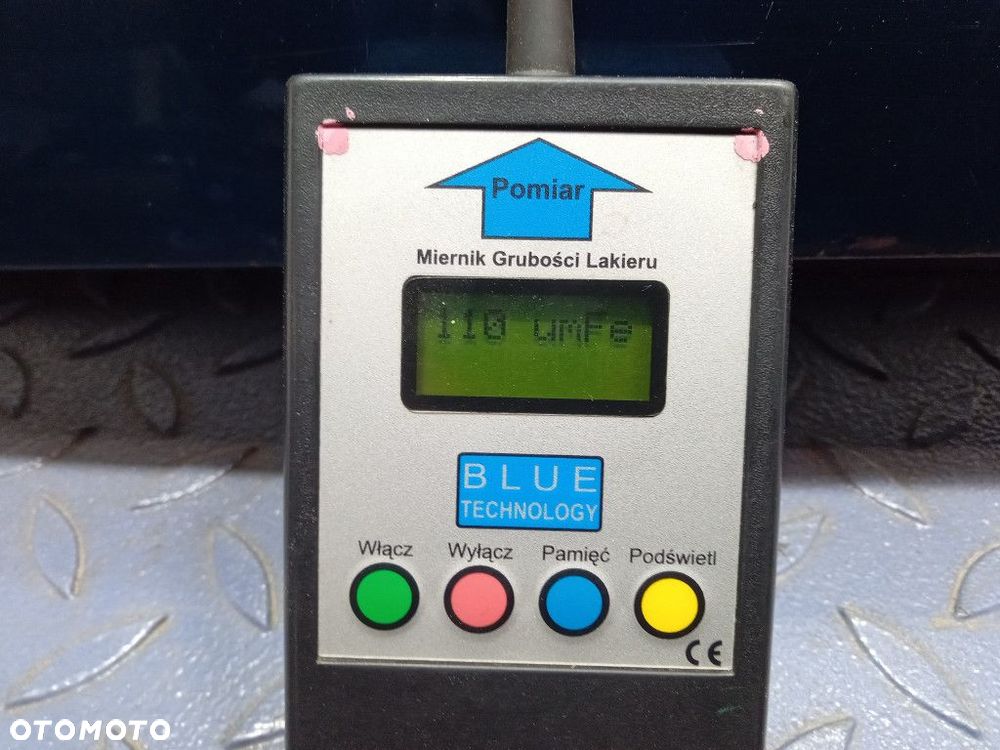 Pomiar
Miernik Grubości Lakieru
110 umFe
BLUE
TECHNOLOGY
Włącz Wyłącz Pamięć Podświetl
CE
OTOMOTO